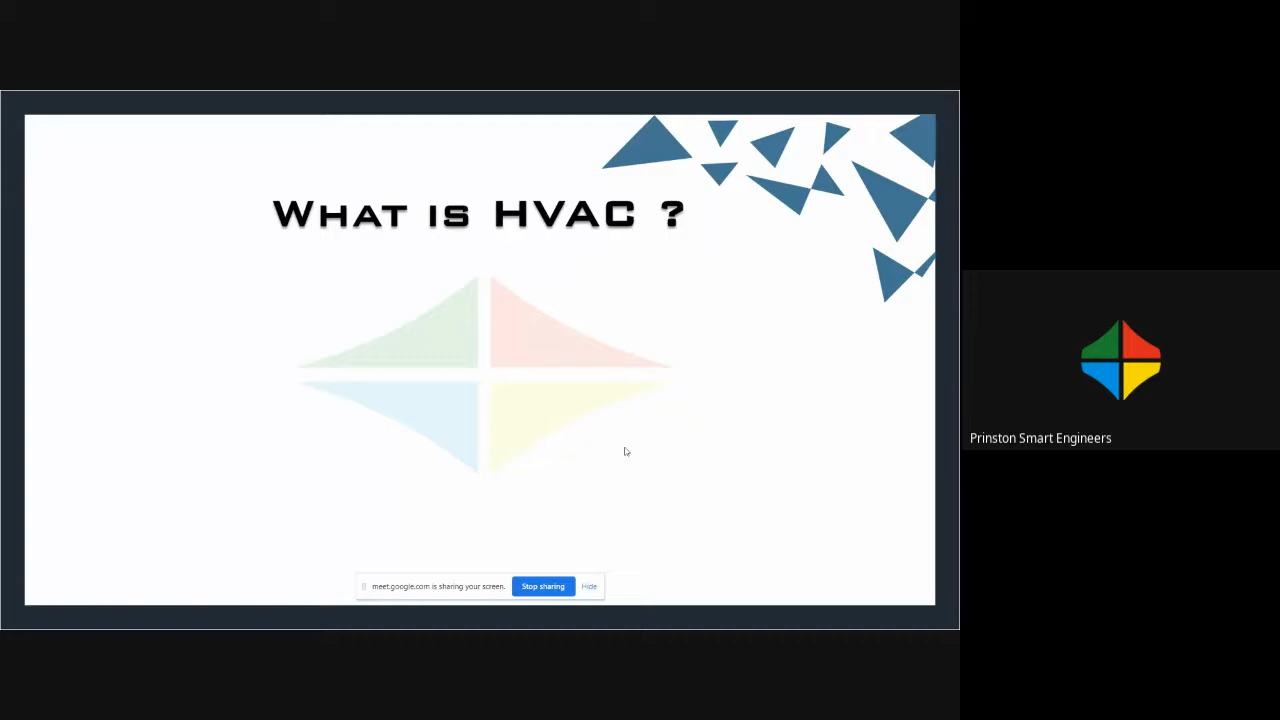 What is HVAC ?
Prinston Smart Engineers
meet.google.com is sharing your screen. Stop sharing Hide